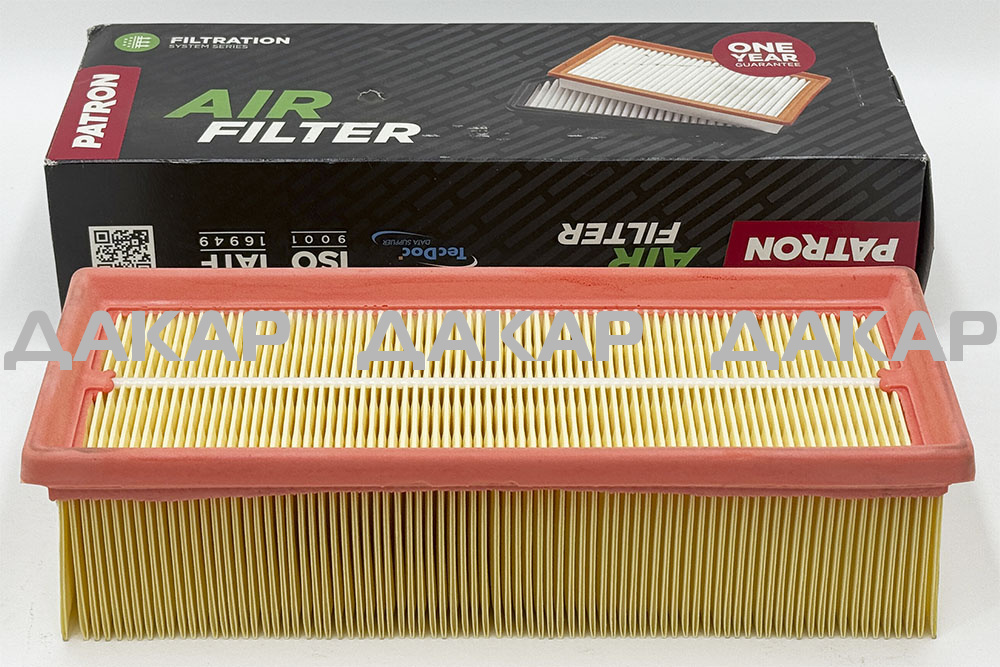 FILTRATION
SYSTEM SERIES
PATRON
AIR
FILTER
ONE
YEAR
GUARANTEE
IATF
16949
ISO
9001
TecDoc
DATA SUPPLIER
AIR
FILTER
PATRON
ДАКАР ДАКАР ДАКАР